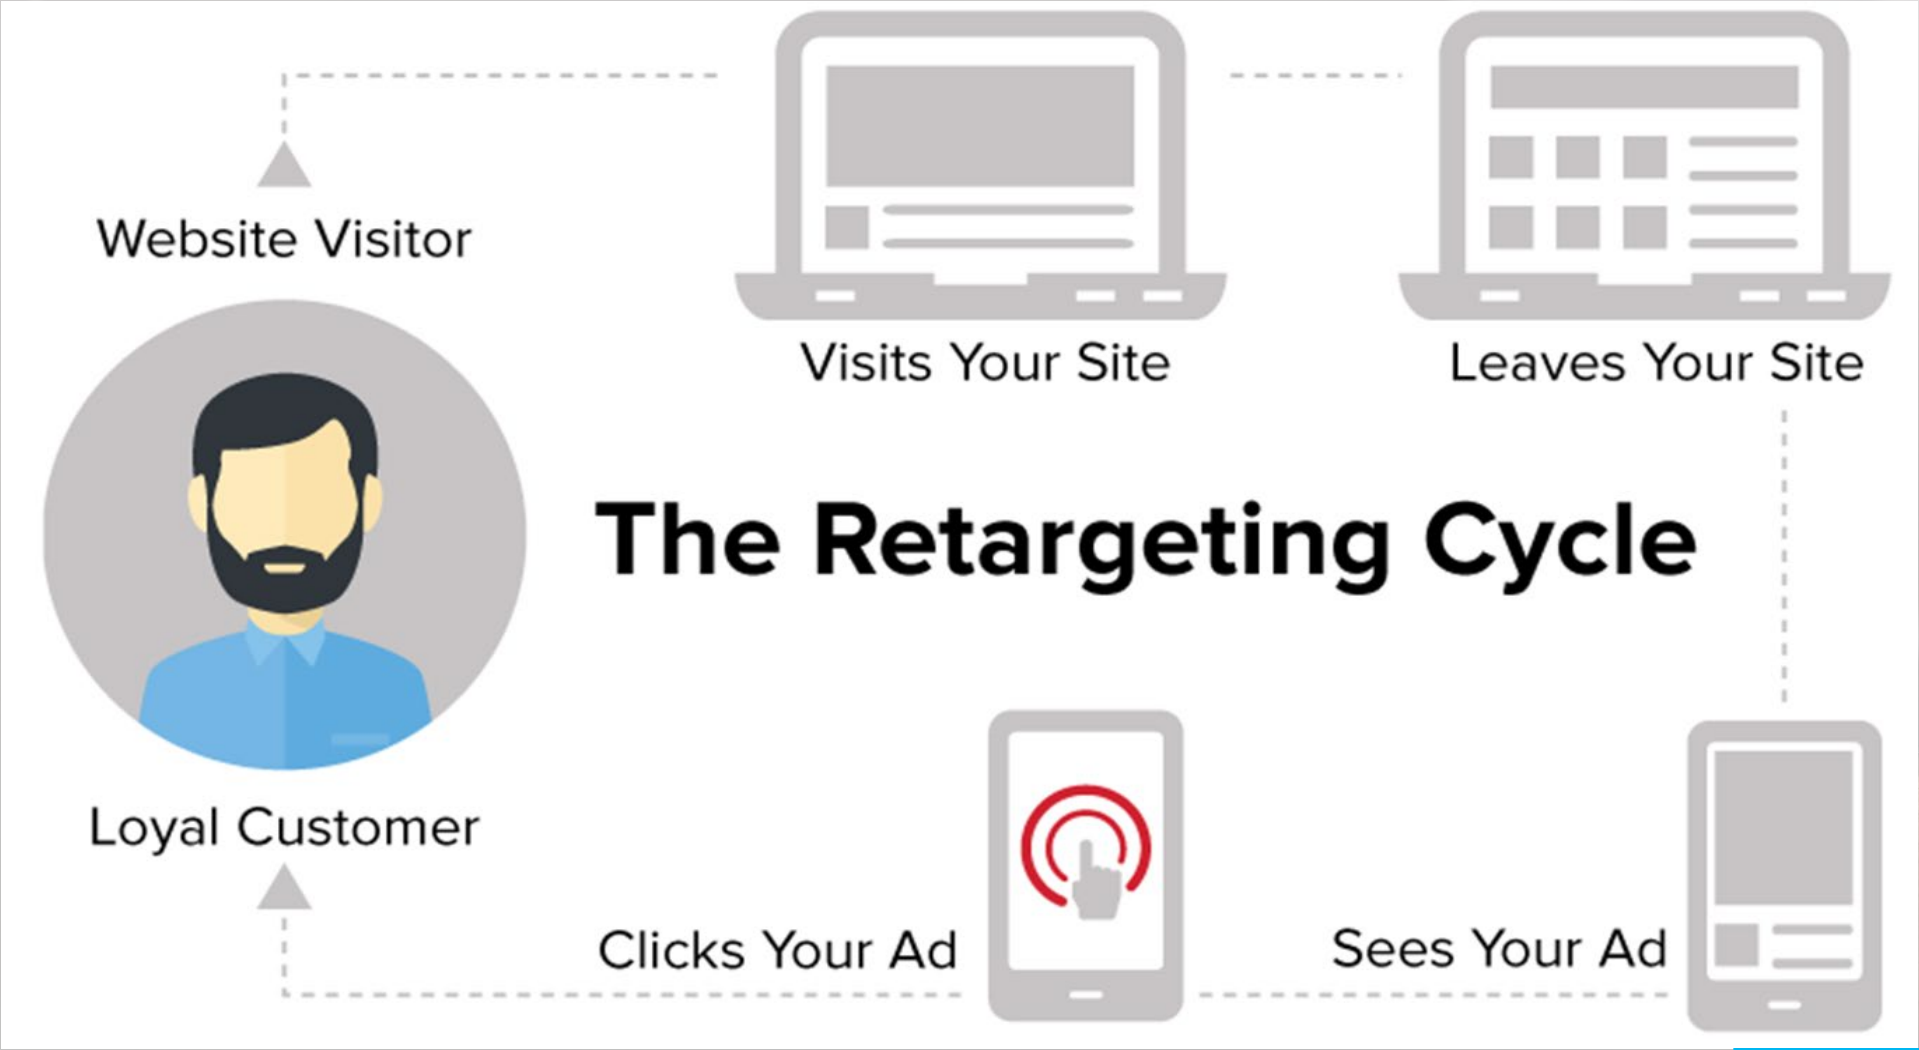 Website Visitor
Visits Your Site
Leaves Your Site
The Retargeting Cycle
Loyal Customer
Clicks Your Ad
Sees Your Ad